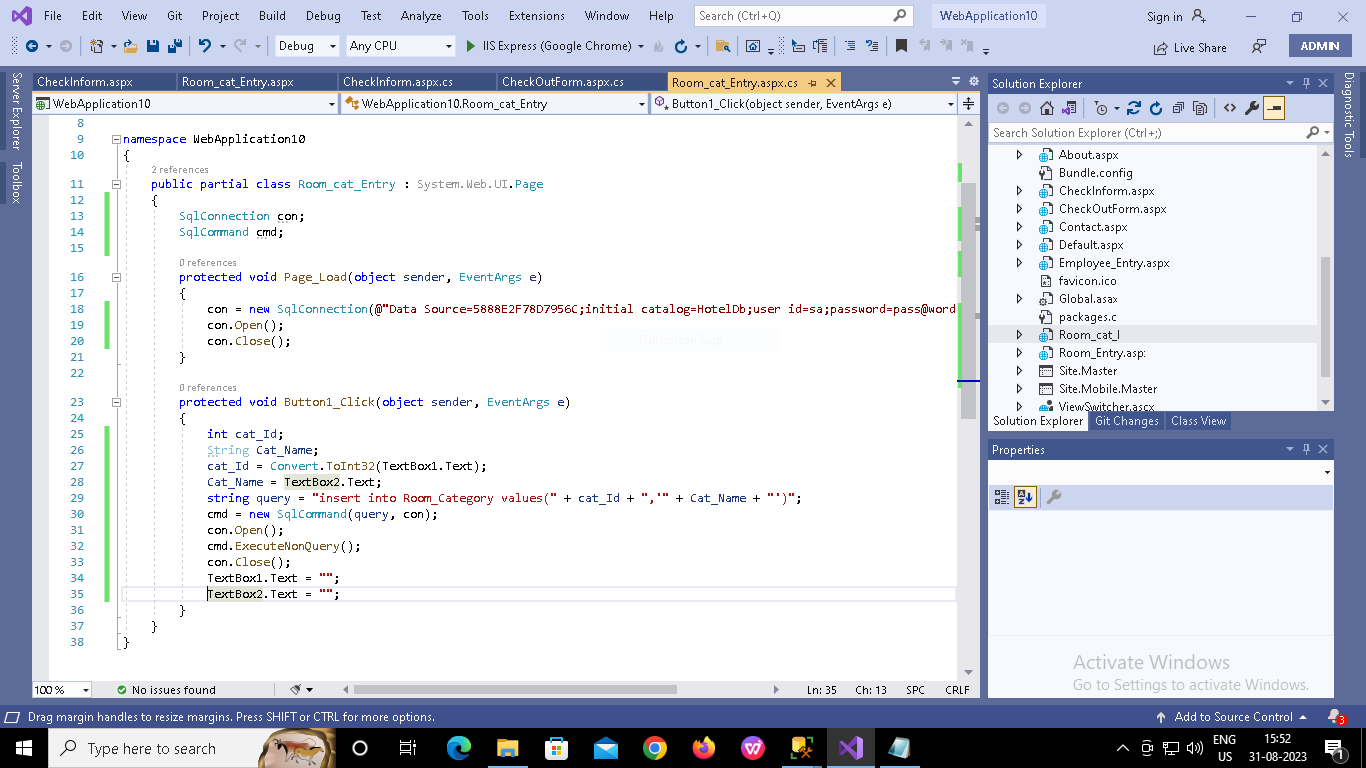 File Edit View Git Project Build Debug Test Analyze Tools Extensions Window Help Search (Ctrl+Q) WebApplication10 Sign in
Debug Any CPU IIS Express (Google Chrome) Live Share ADMIN
Server Explorer
Toolbox
CheckInform.aspx Room_cat_Entry.aspx CheckInform.aspx.cs CheckOutForm.aspx.cs Room_cat_Entry.aspx.cs
WebApplication10 WebApplication10.Room_cat_Entry Button1_Click(object sender, EventArgs e)
8
9 namespace WebApplication10
10 {
2 references
11 public partial class Room_cat_Entry : System.Web.UI.Page
12 {
13 SqlConnection con;
14 SqlCommand cmd;
15
0 references
16 protected void Page_Load(object sender, EventArgs e)
17 {
18 con = new SqlConnection(@"Data Source=5888E2F78D7956C;initial catalog=HotelDb;user id=sa;password=pass@word
19 con.Open();
20 con.Close();
21 }
22
0 references
23 protected void Button1_Click(object sender, EventArgs e)
24 {
25 int cat_Id;
26 String Cat_Name;
27 cat_Id = Convert.ToInt32(TextBox1.Text);
28 Cat_Name = TextBox2.Text;
29 string query = "insert into Room_Category values(" + cat_Id + ",'" + Cat_Name + "')";
30 cmd = new SqlCommand(query, con);
31 con.Open();
32 cmd.ExecuteNonQuery();
33 con.Close();
34 TextBox1.Text = "";
35 TextBox2.Text = "";
36 }
37 }
38 }
100 % No issues found Ln: 35 Ch: 13 SPC CRLF
Solution Explorer
Search Solution Explorer (Ctrl+;)
About.aspx
Bundle.config
CheckInform.aspx
CheckOutForm.aspx
Contact.aspx
Default.aspx
Employee_Entry.aspx
favicon.ico
Global.asax
packages.c
Room_cat_I
Room_Entry.asp
Site.Master
Site.Mobile.Master
ViewSwitcher.ascx
Solution Explorer Git Changes Class View
Properties
Activate Windows
Go to Settings to activate Windows.
Diagnostic Tools
Drag margin handles to resize margins. Press SHIFT or CTRL for more options. Add to Source Control 3
Type here to search
ENG
US
15:52
31-08-2023
1